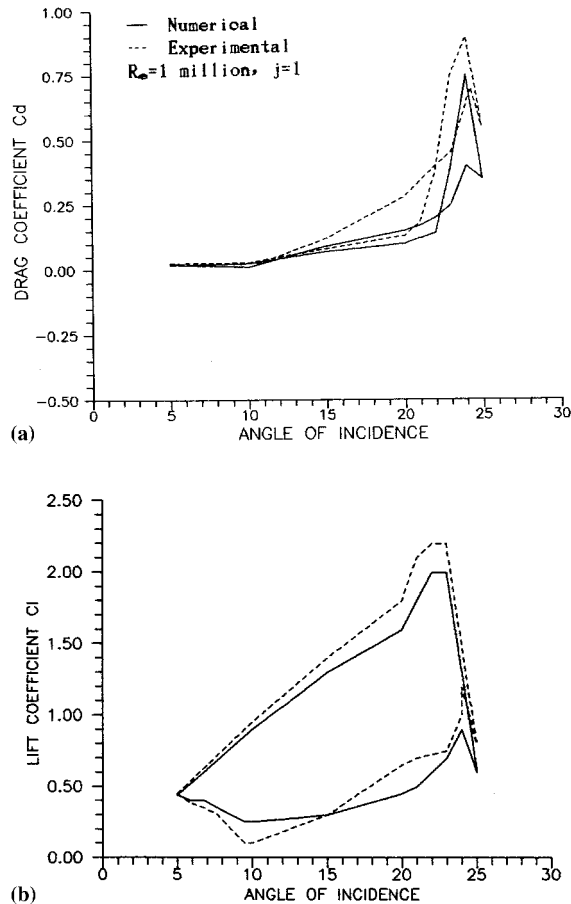 Numerical
Experimental
Re=1 million, j=1
DRAG COEFFICIENT Cd
1.00
0.75
0.50
0.25
0.00
−0.25
−0.50
0 5 10 15 20 25 30
ANGLE OF INCIDENCE
(a)
LIFT COEFFICIENT Cl
2.50
2.00
1.50
1.00
0.50
0.00
0 5 10 15 20 25 30
ANGLE OF INCIDENCE
(b)